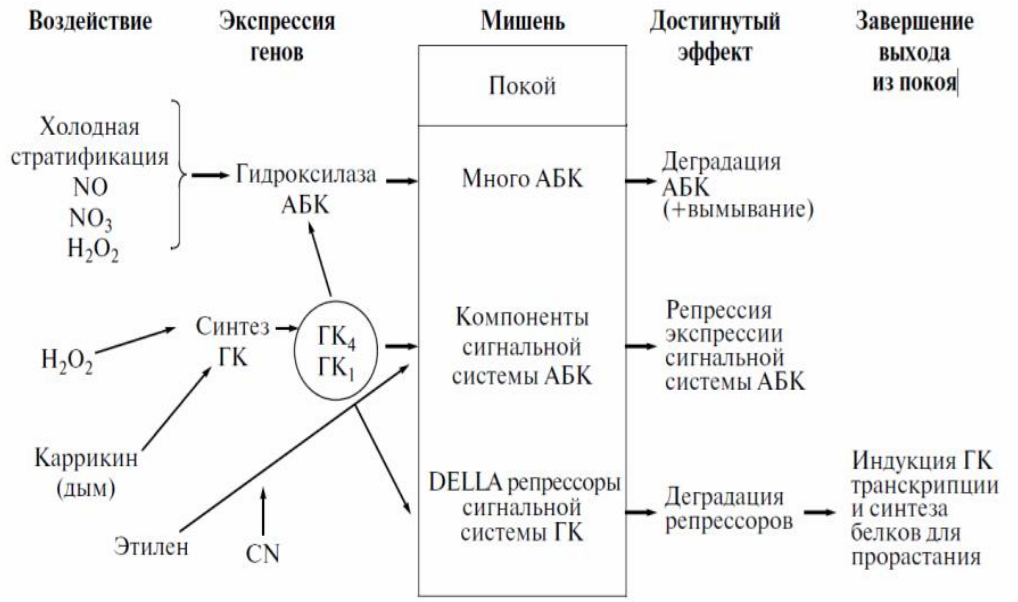 Воздействие
Экспрессия
генов
Мишень
Достигнутый
эффект
Завершение
выхода
из покоя
Покой
Холодная
стратификация
NO
NO₃
H₂O₂
Гидроксилаза
АБК
Много АБК
Деградация
АБК
(+вымывание)
H₂O₂
Синтез
ГК
ГК₄
ГК₁
Компоненты
сигнальной
системы АБК
Репрессия
экспрессии
сигнальной
системы АБК
Каррикин
(дым)
Этилен
CN
DELLA репрессоры
сигнальной
системы ГК
Деградация
репрессоров
Индукция ГК
транскрипции
и синтеза
белков для
прорастания